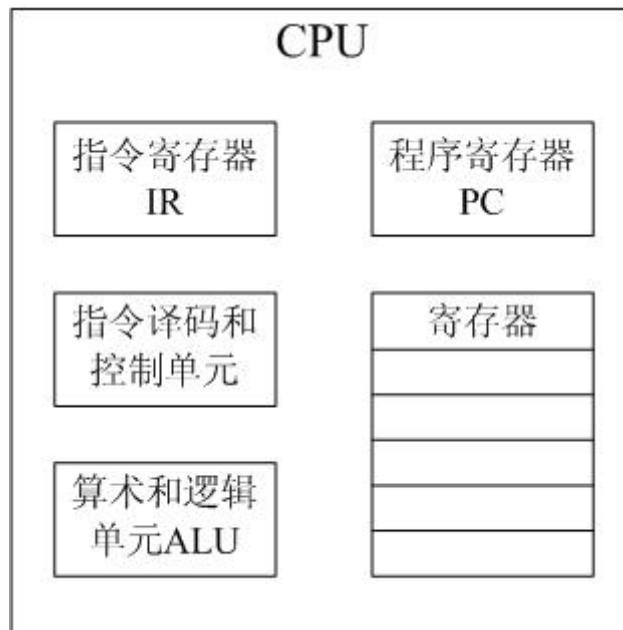 CPU
指令寄存器
IR
程序寄存器
PC
指令译码和
控制单元
寄存器
算术和逻辑
单元ALU